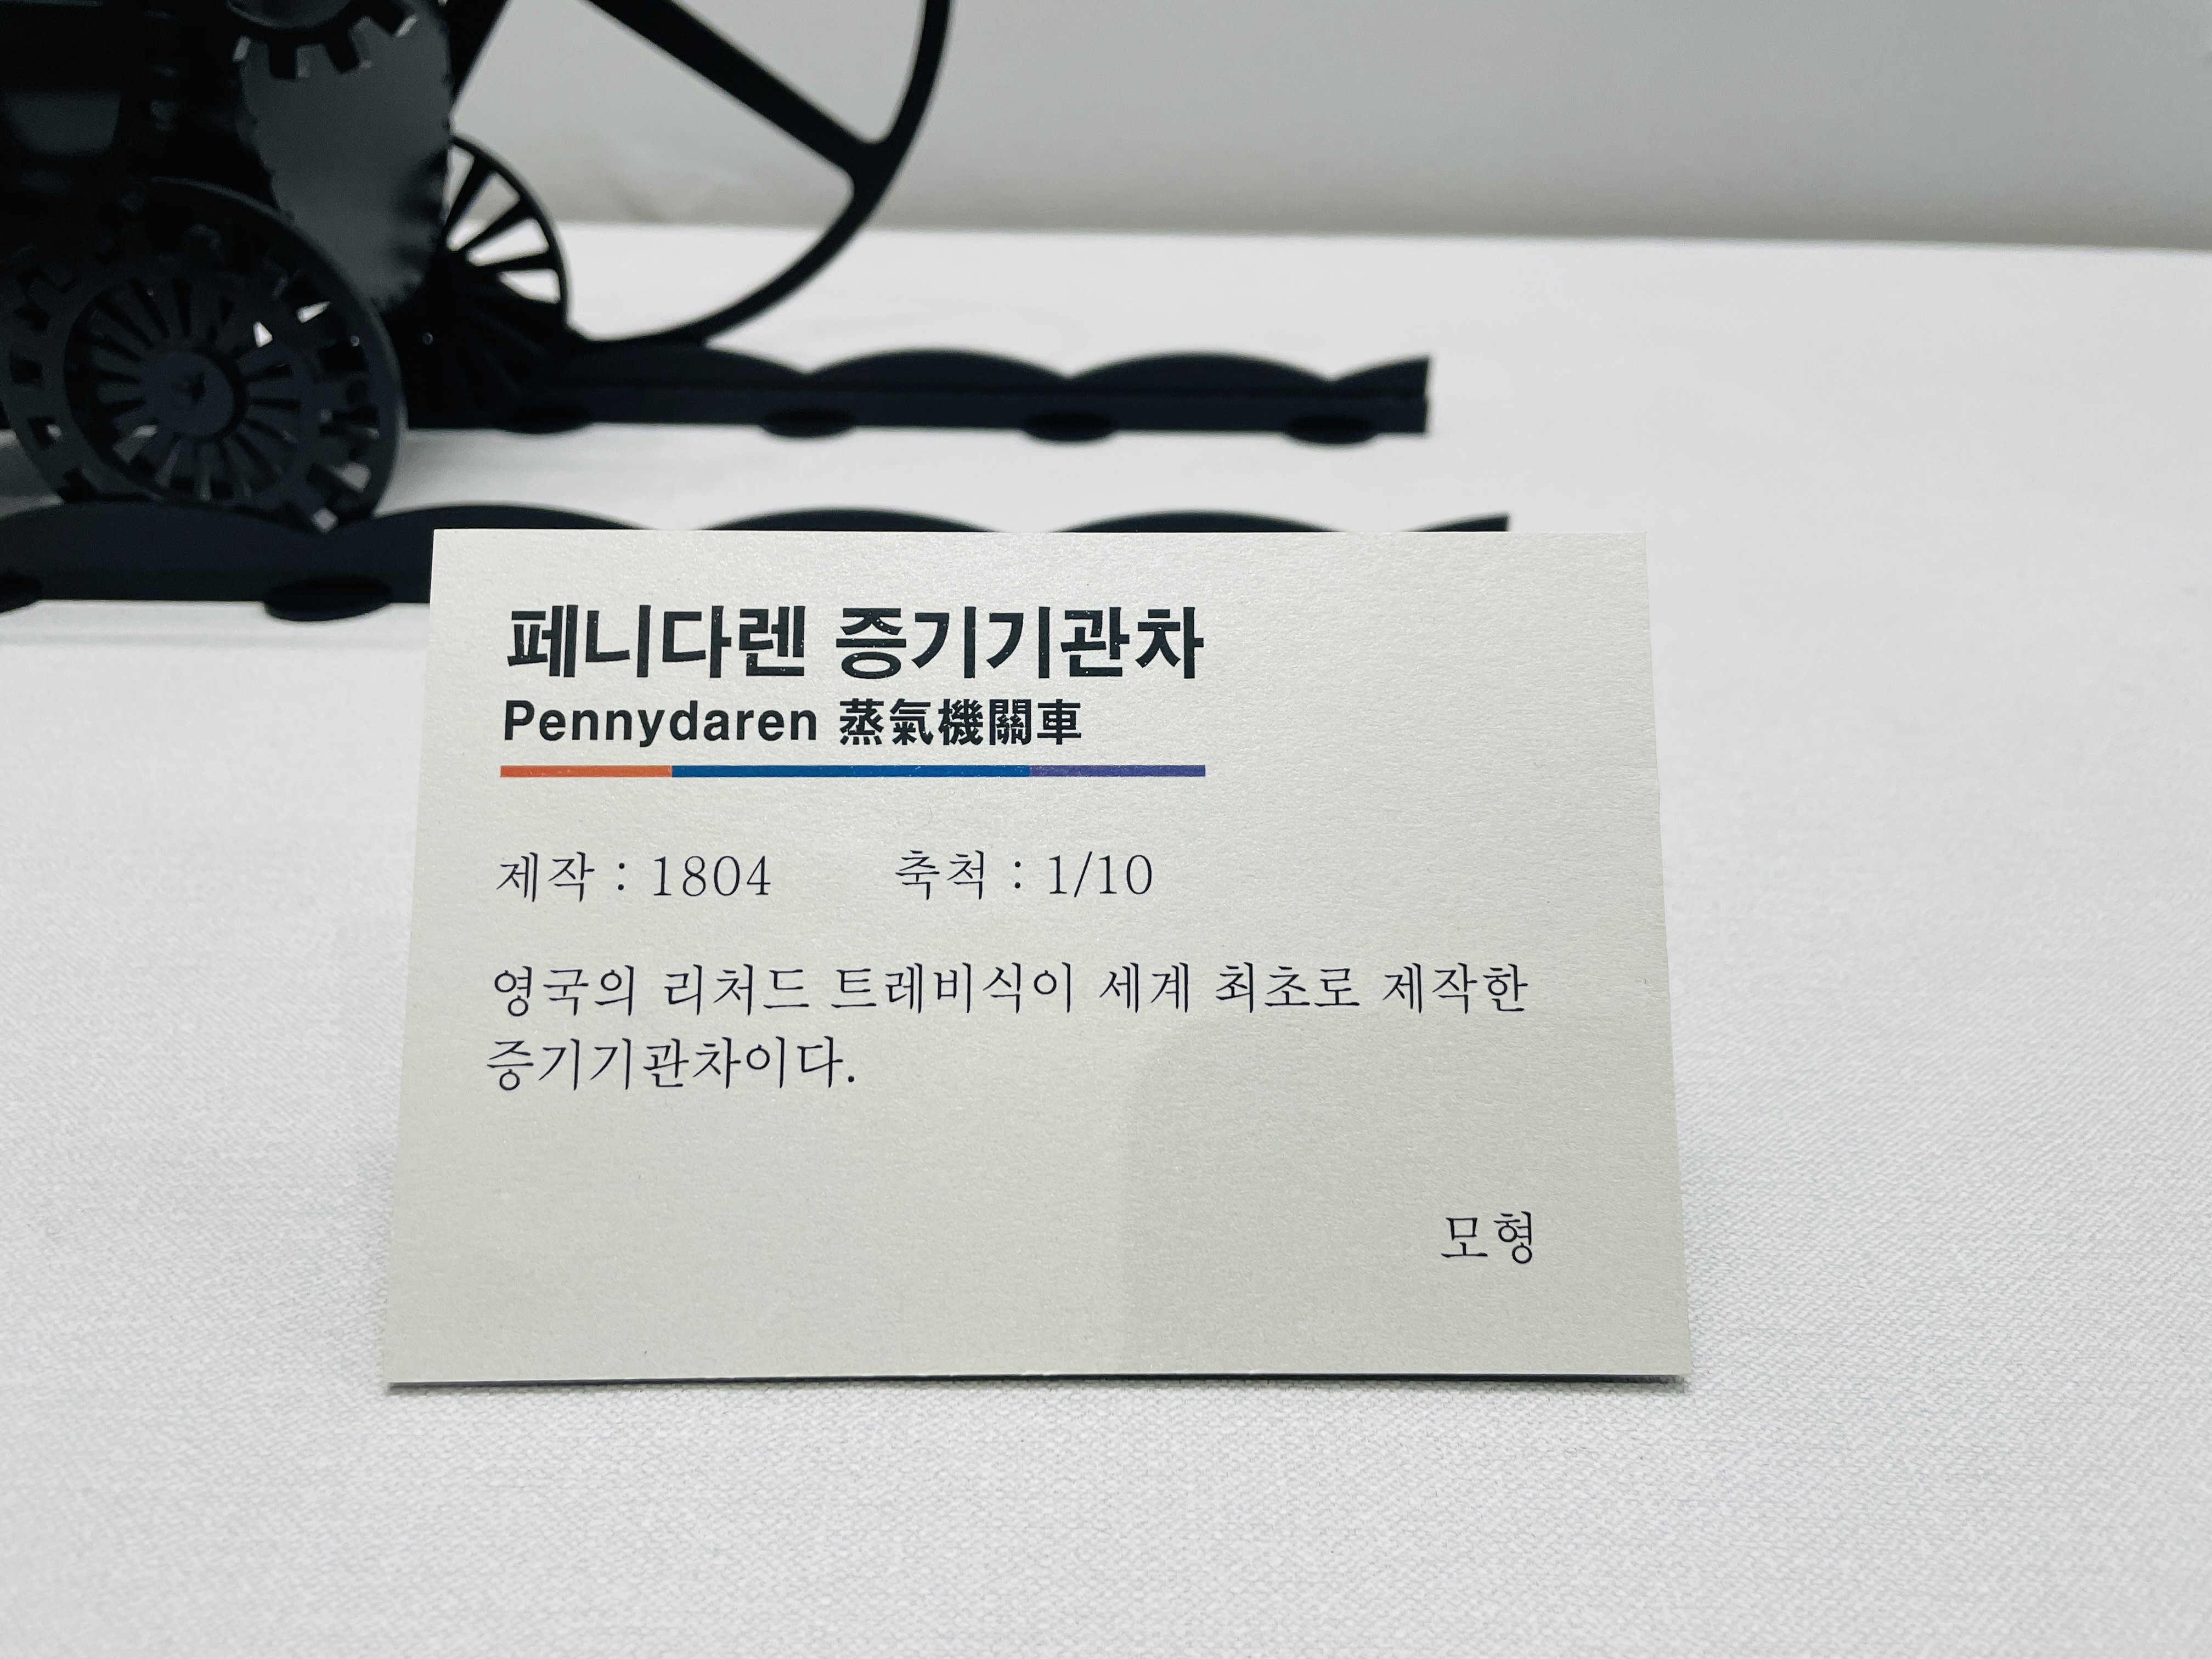 페니다렌 증기기관차
Pennydaren 蒸氣機關車
제작 : 1804 축척 : 1/10
영국의 리처드 트레비식이 세계 최초로 제작한
증기기관차이다.
모형